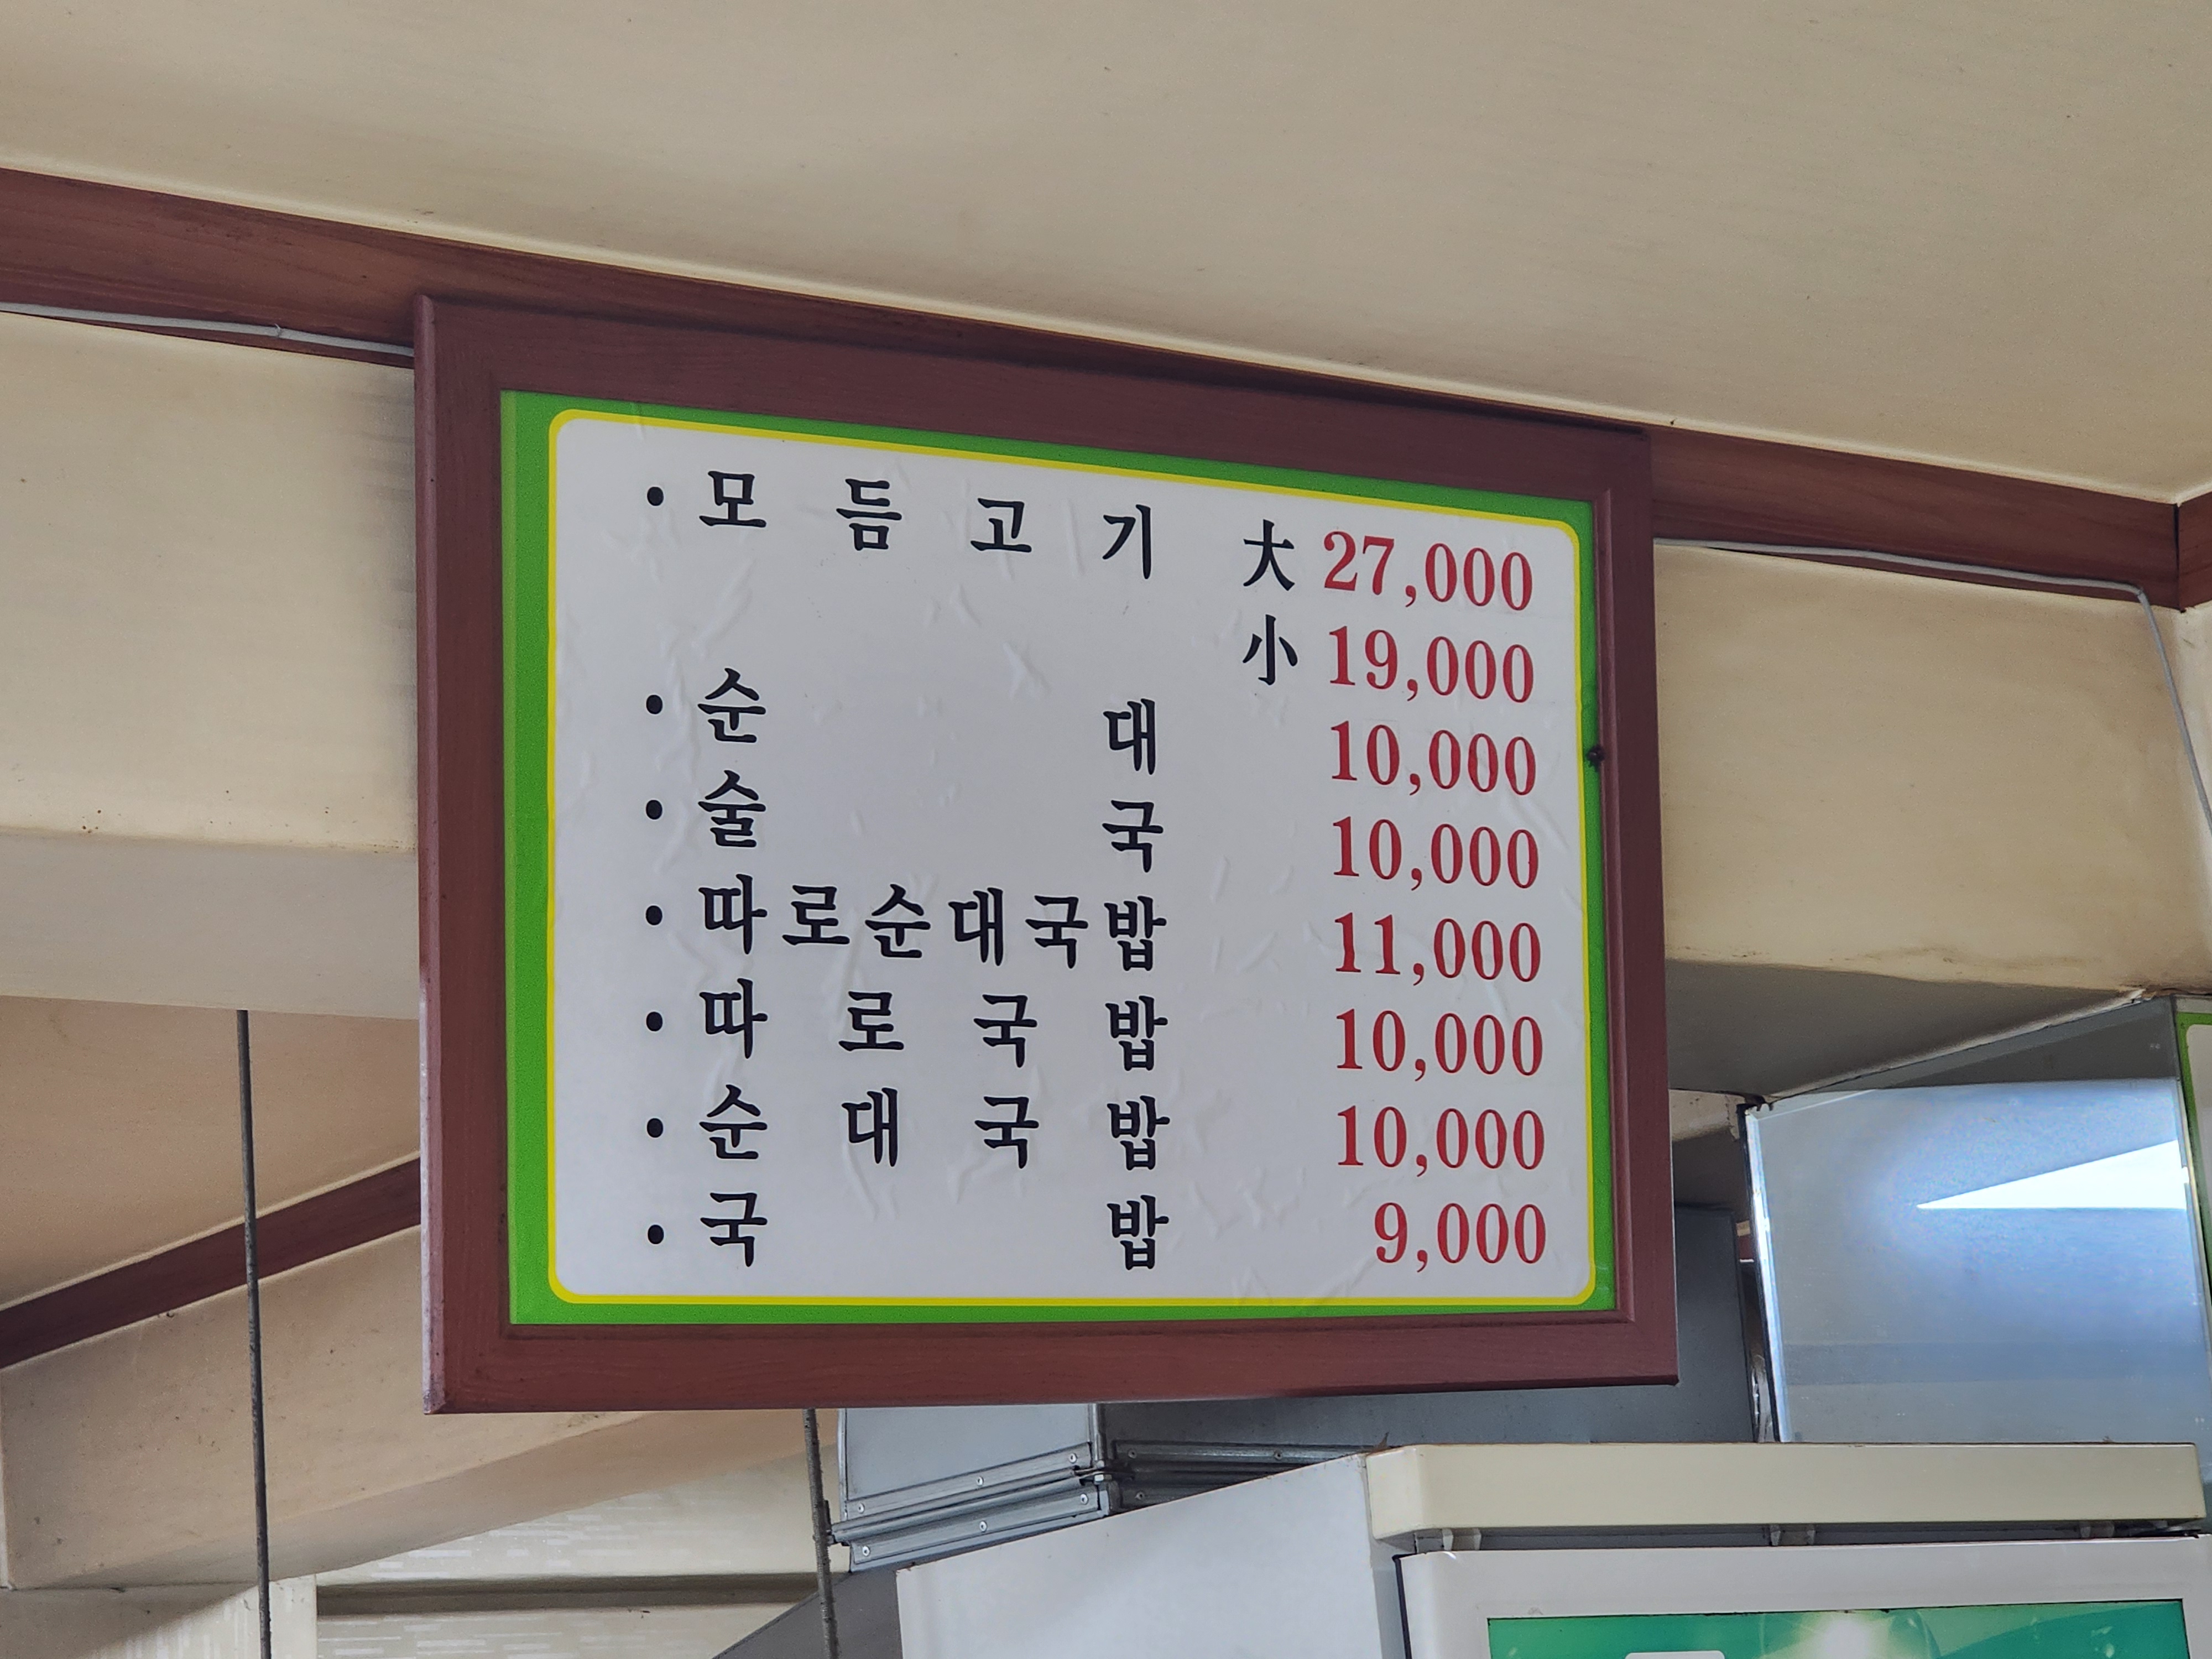 · 모듬고기 大 27,000
小 19,000
· 순대 10,000
· 술국 10,000
· 따로순대국밥 11,000
· 따로국밥 10,000
· 순대국밥 10,000
· 국밥 9,000